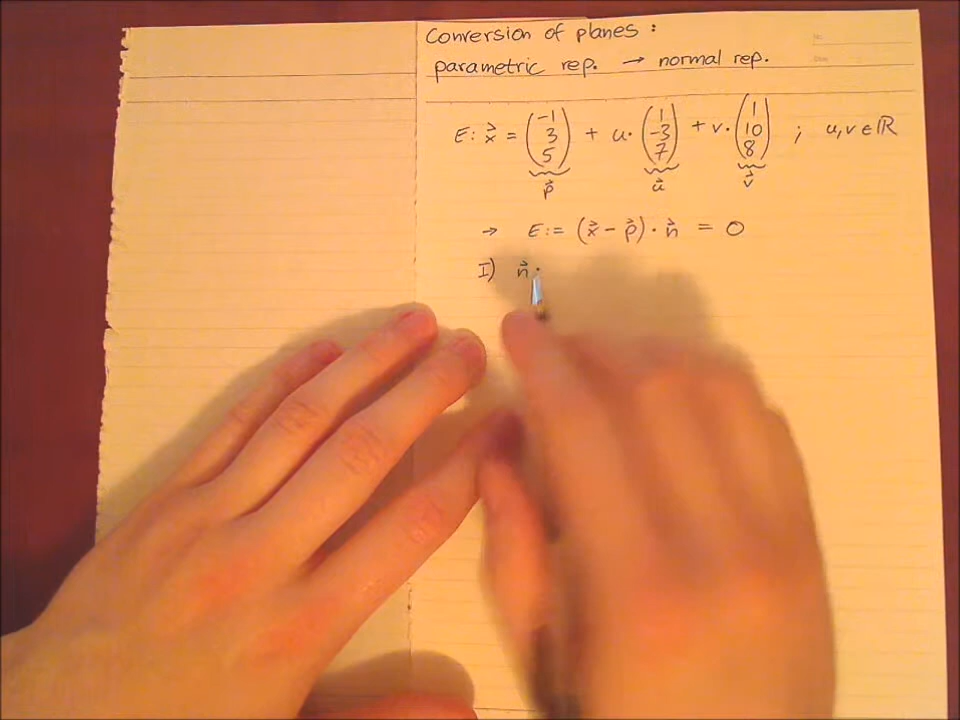 Conversion of planes :
parametric rep. → normal rep.
E: x⃗ = (-1 3 5) + u· (1 -3 7) + v· (1 10 8) ; u, v ∈ ℝ
p⃗ u⃗ v⃗
→ E:= (x⃗ - p⃗) · n⃗ = 0
I) n⃗ ·